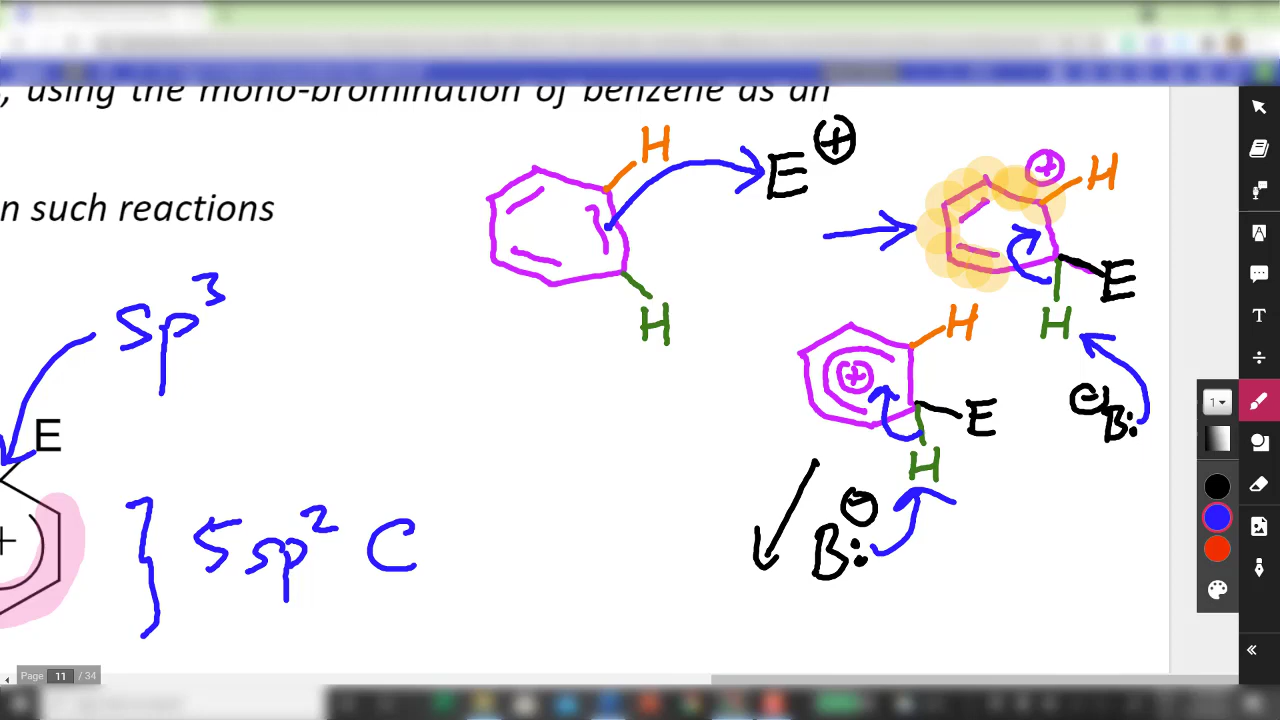 , using the mono-bromination of benzene as an
n such reactions
H
E⊕
H
⊕ H
E
H
H
⊕
E
H
⊖
B:
⊖
B:
sp³
E
+
} 5 sp² C
Page 11 / 34
1